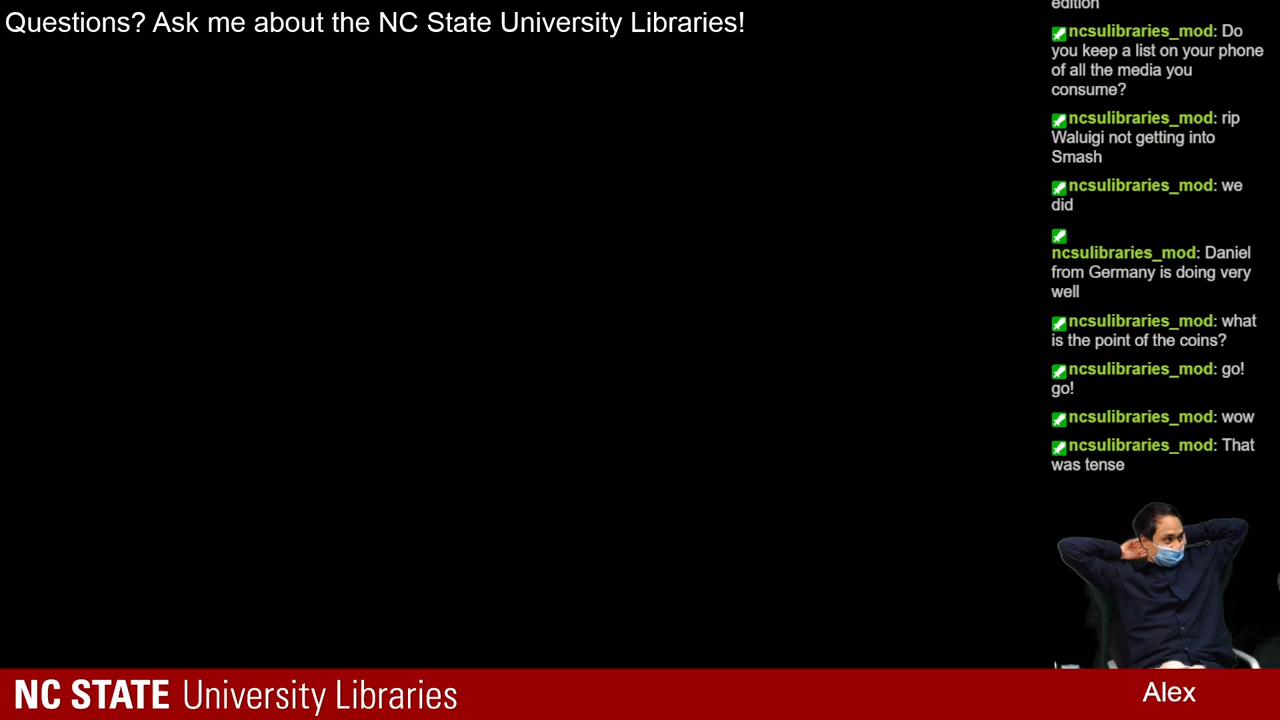 Questions? Ask me about the NC State University Libraries!
edition
ncsulibraries_mod: Do
you keep a list on your phone
of all the media you
consume?
ncsulibraries_mod: rip
Waluigi not getting into
Smash
ncsulibraries_mod: we
did
ncsulibraries_mod: Daniel
from Germany is doing very
well
ncsulibraries_mod: what
is the point of the coins?
ncsulibraries_mod: go!
go!
ncsulibraries_mod: wow
ncsulibraries_mod: That
was tense
NC STATE University Libraries
Alex